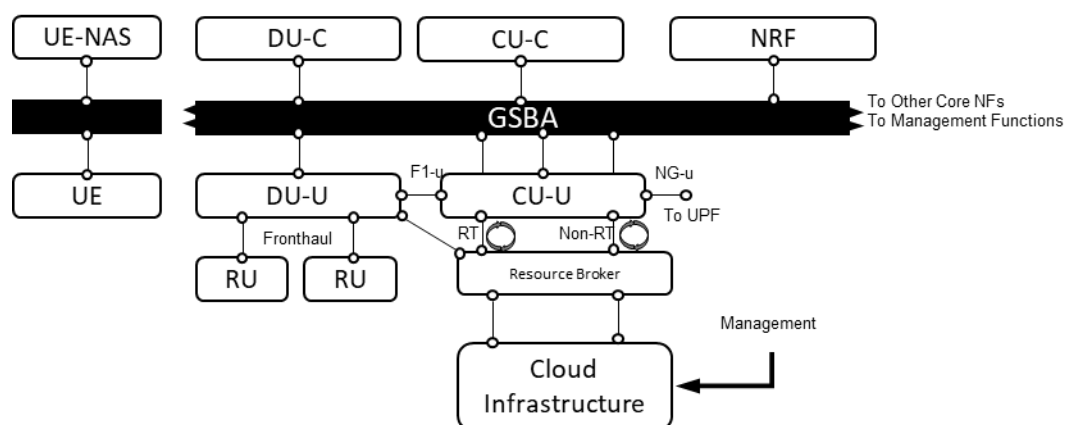 UE-NAS
DU-C
CU-C
NRF
GSBA
To Other Core NFs
To Management Functions
UE
DU-U
F1-u
CU-U
NG-u
To UPF
Fronthaul
RT
Non-RT
RU
RU
Resource Broker
Management
Cloud
Infrastructure